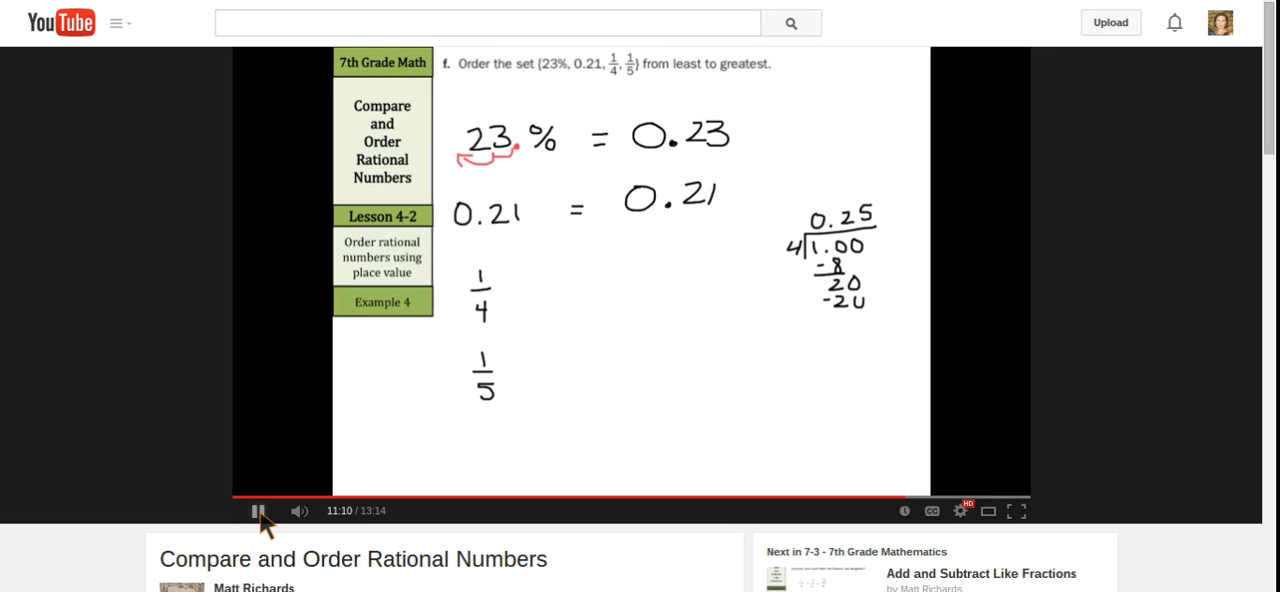 YouTube
Upload
7th Grade Math
f. Order the set {23%, 0.21, 1/4, 1/5} from least to greatest.
Compare
and
Order
Rational
Numbers
Lesson 4-2
Order rational
numbers using
place value
Example 4
23.% = 0.23
0.21 = 0.21
1/4
1/5
0.25
4)1.00
-8
20
-20
11:10 / 13:14
CC
HD
Compare and Order Rational Numbers
Matt Richards
Next in 7-3 - 7th Grade Mathematics
Add and Subtract Like Fractions
by Matt Richards